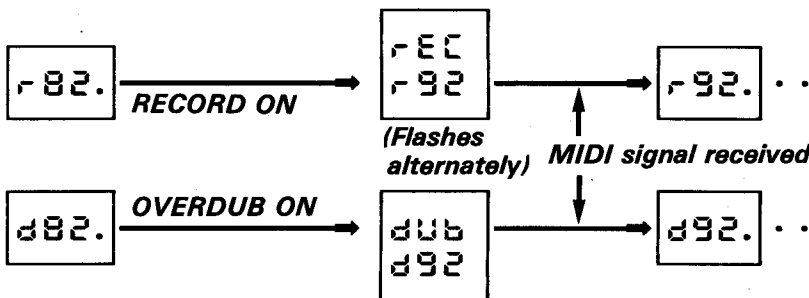 r82.
RECORD ON
rEC
r92
(Flashes
alternately)
MIDI signal received
r92. . .
d82.
OVERDUB ON
dUb
d92
d92. . .